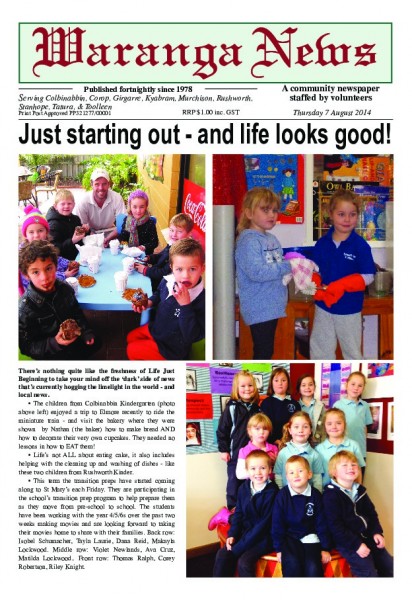 Waranga News
Published fortnightly since 1978
Serving Colbinabbin, Corop, Girgarre, Kyabram, Murchison, Rushworth,
Stanhope, Tatura, & Toolleen
Print Post Approved PP321277/00001
RRP $1.00 inc. GST
A community newspaper
staffed by volunteers
Thursday 7 August 2014
Just starting out - and life looks good!
Coca-Cola
There's nothing quite like the freshness of Life Just
Beginning to take your mind off the 'dark' side of news
that's currently hogging the limelight in the world - and
local news.
• The children from Colbinabbin Kindergarten (photo
above left) enjoyed a trip to Elmore recently to ride the
miniature train - and visit the bakery where they were
shown by Nathan (the baker) how to make bread AND
how to decorate their very own cupcakes. They needed no
lessons in how to EAT them!
• Life's not ALL about eating cake, it also includes
helping with the cleaning up and washing of dishes - like
these two children from Rushworth Kinder.
• This term the transition preps have started coming
along to St Mary's each Friday. They are participating in
the school's transition prep program to help prepare them
as they move from pre-school to school. The students
have been working with the year 4/5/6s over the past two
weeks making movies and are looking forward to taking
their movies home to share with their families. Back row:
Isobel Schumacher, Tayla Laurie, Dana Reid, Makayla
Lockwood. Middle row: Violet Newlands, Ava Cruz,
Matilda Lockwood. Front row: Thomas Ralph, Corey
Robertson, Riley Knight.